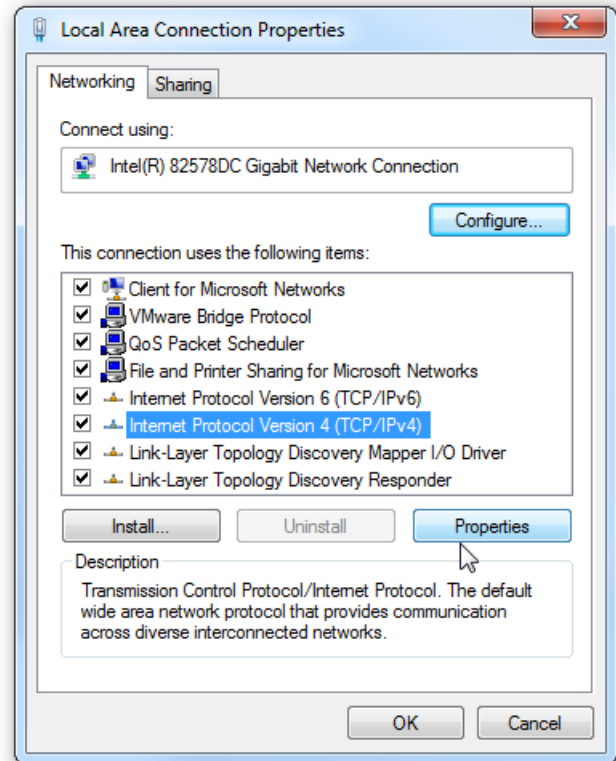 Local Area Connection Properties
Networking
Sharing
Connect using:
Intel(R) 82578DC Gigabit Network Connection
Configure...
This connection uses the following items:
Client for Microsoft Networks
VMware Bridge Protocol
QoS Packet Scheduler
File and Printer Sharing for Microsoft Networks
Internet Protocol Version 6 (TCP/IPv6)
Internet Protocol Version 4 (TCP/IPv4)
Link-Layer Topology Discovery Mapper I/O Driver
Link-Layer Topology Discovery Responder
Install...
Uninstall
Properties
Description
Transmission Control Protocol/Internet Protocol. The default
wide area network protocol that provides communication
across diverse interconnected networks.
OK
Cancel